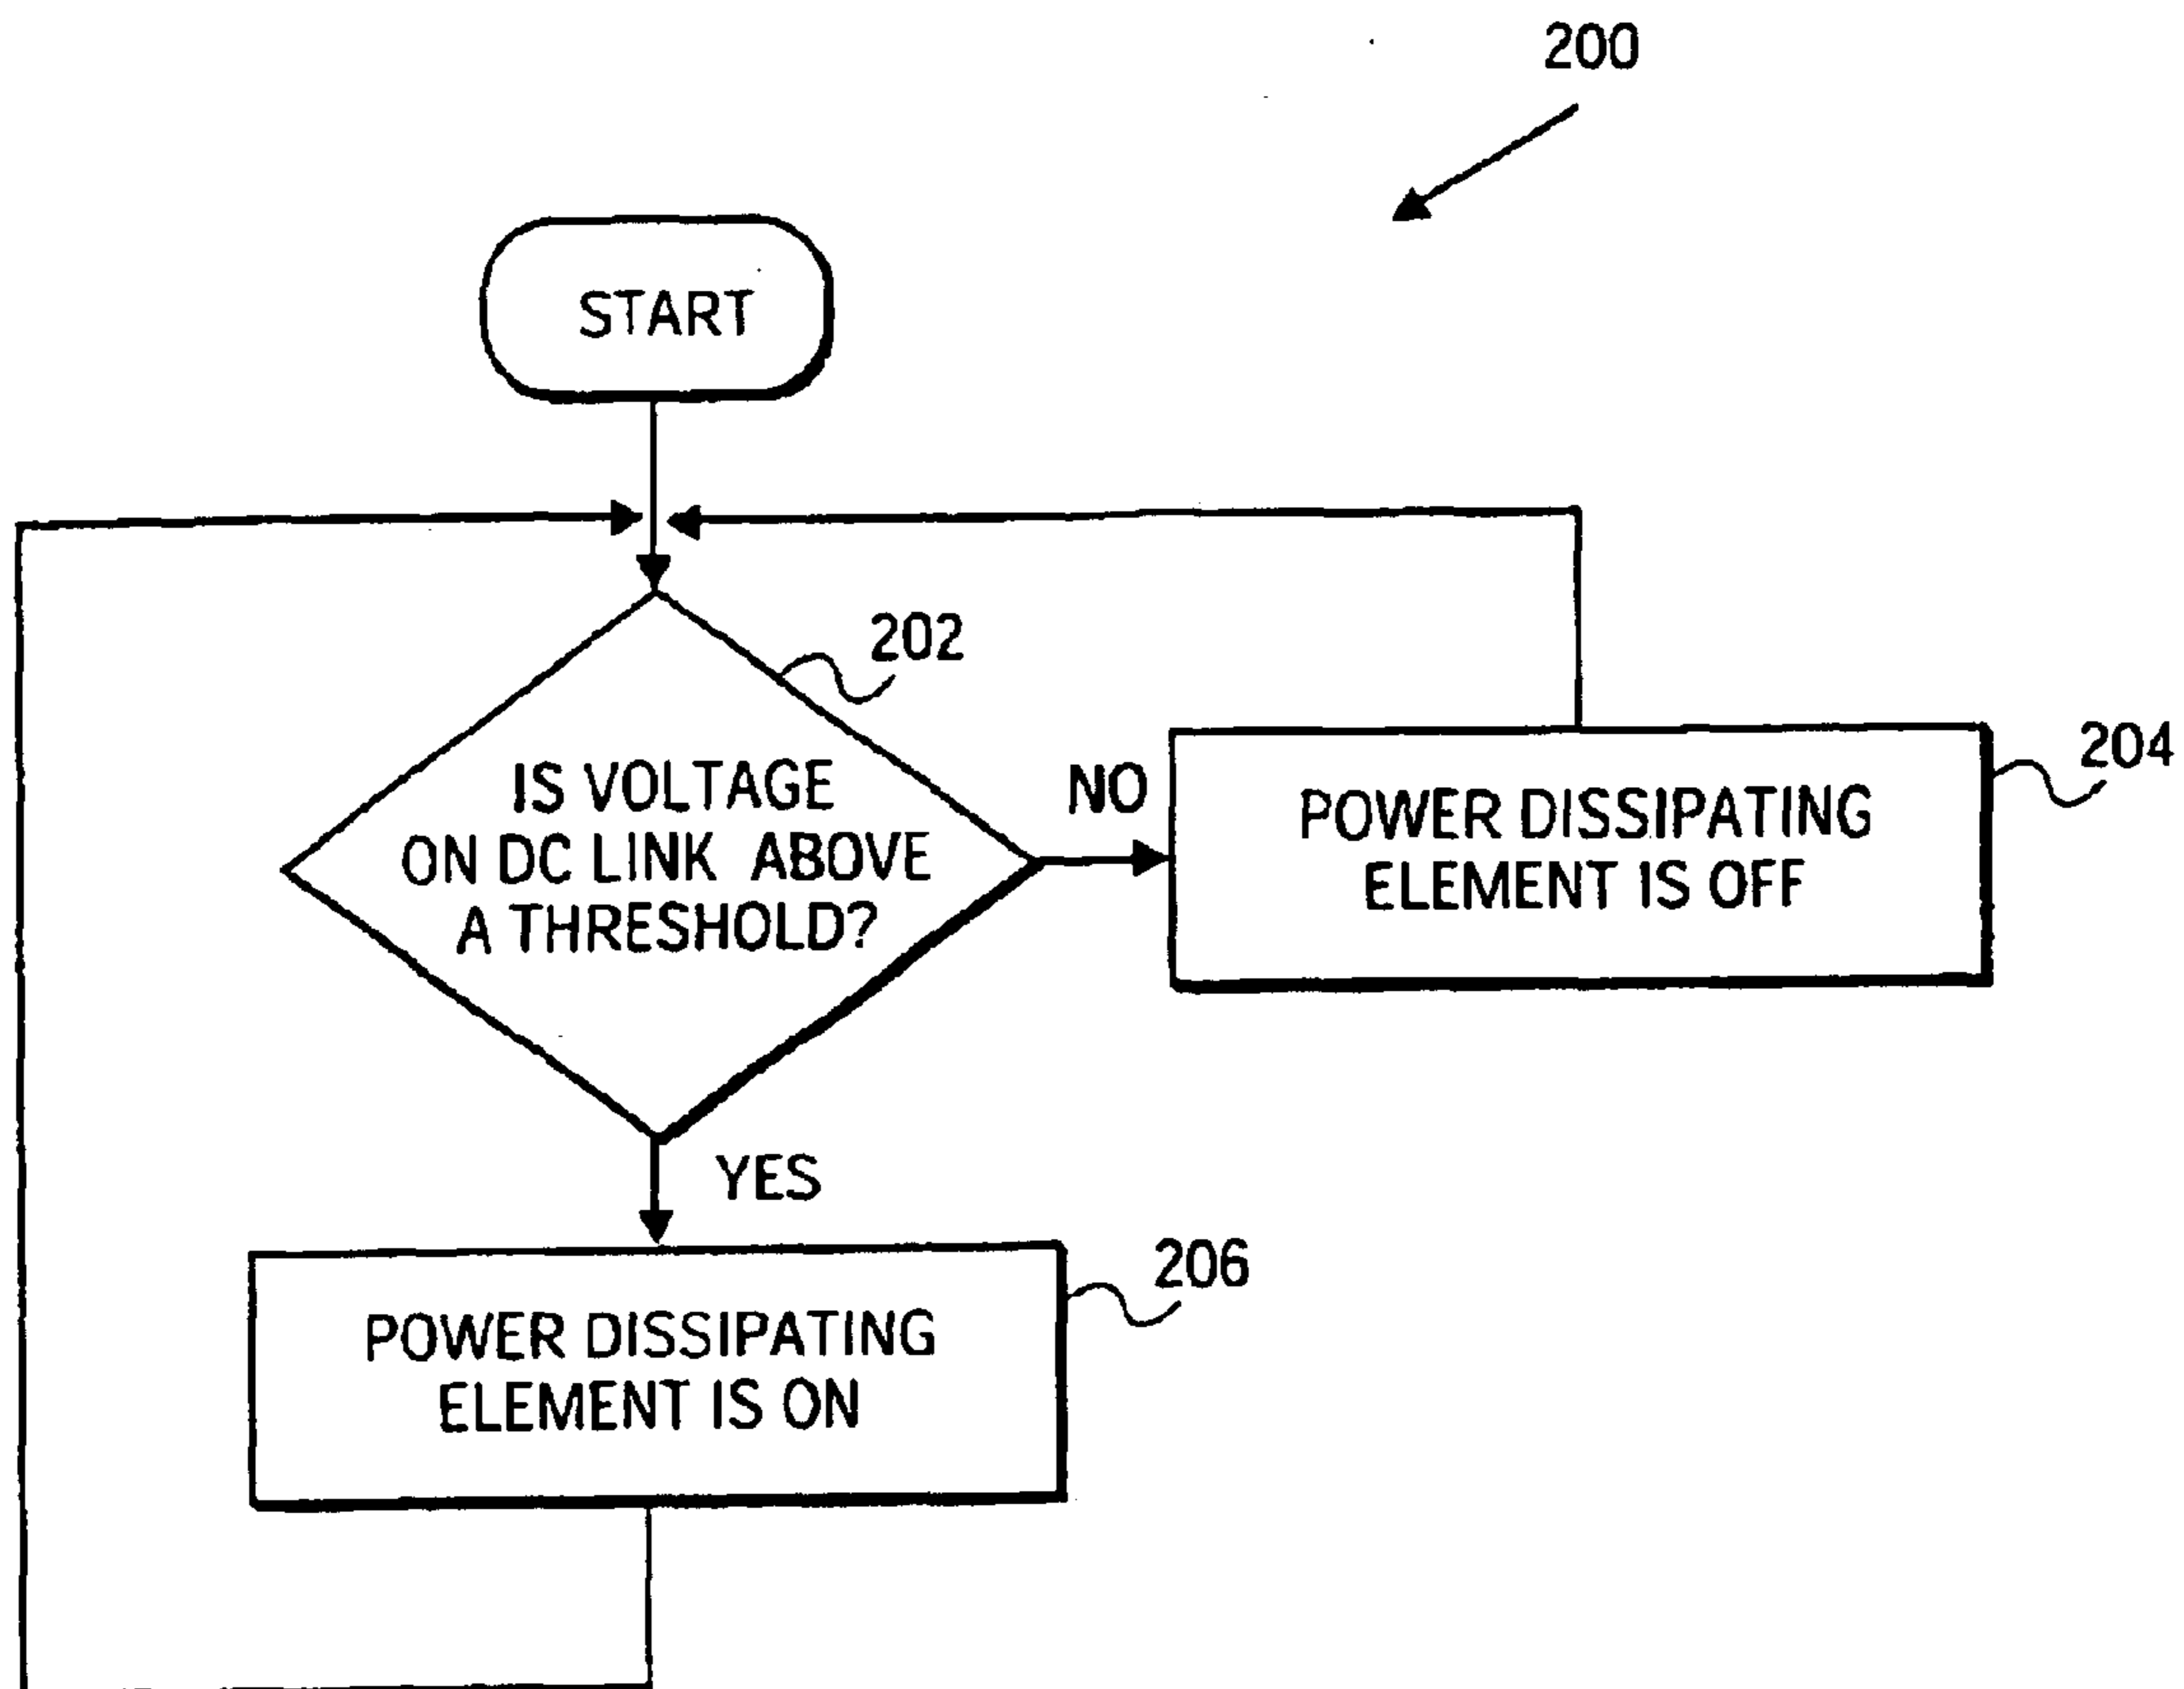 200
START
202
IS VOLTAGE
ON DC LINK ABOVE
A THRESHOLD?
NO
204
POWER DISSIPATING
ELEMENT IS OFF
YES
206
POWER DISSIPATING
ELEMENT IS ON